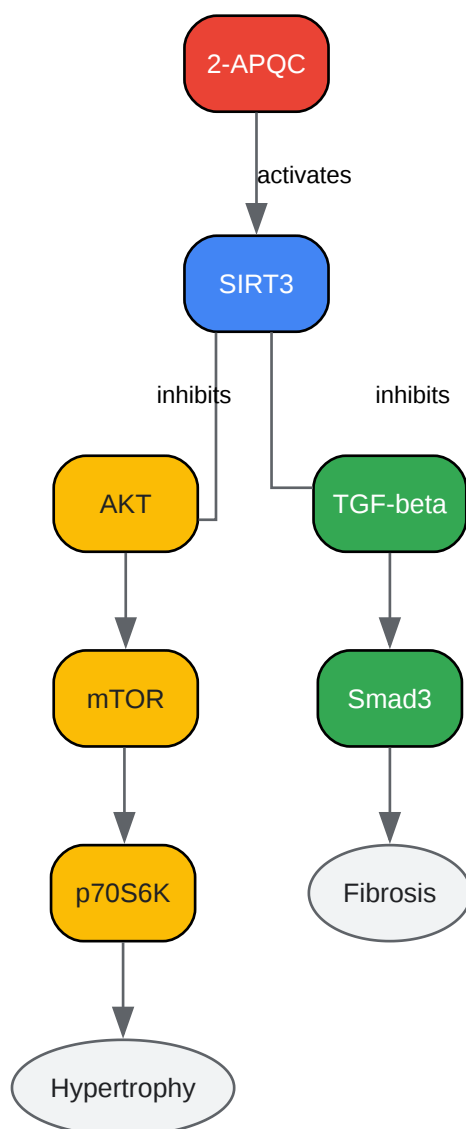 2-APQC
activates
SIRT3
inhibits
inhibits
AKT
TGF-beta
mTOR
Smad3
p70S6K
Fibrosis
Hypertrophy